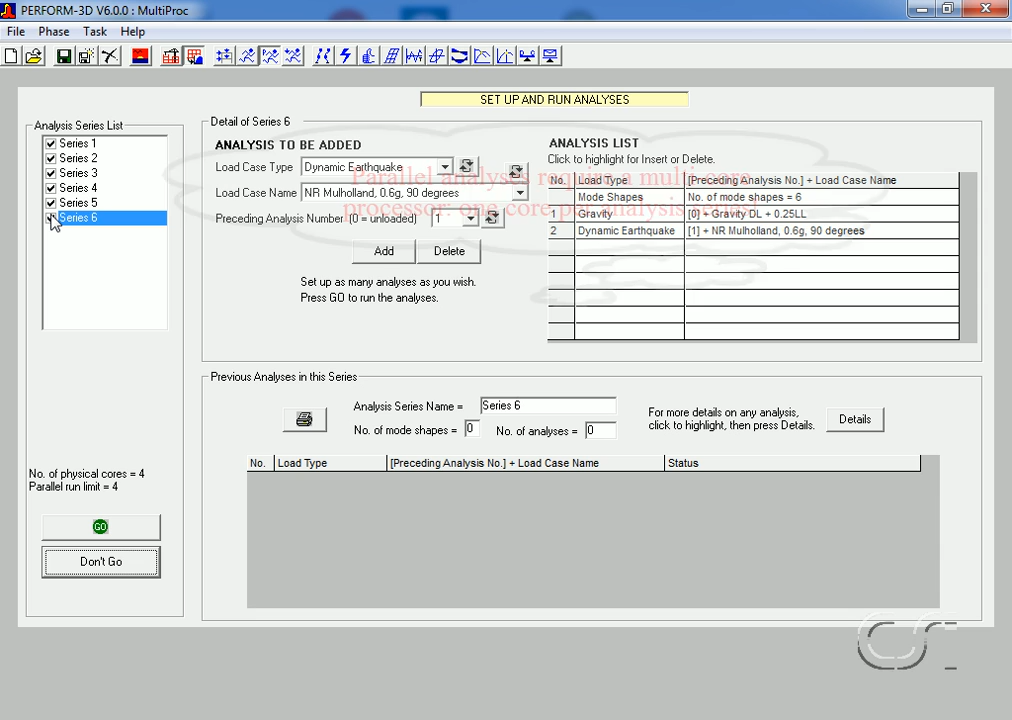 PERFORM-3D V6.0.0 : MultiProc
File Phase Task Help
SET UP AND RUN ANALYSES
Analysis Series List
Series 1
Series 2
Series 3
Series 4
Series 5
Series 6
No. of physical cores = 4
Parallel run limit = 4
GO
Don't Go
Detail of Series 6
ANALYSIS TO BE ADDED
Load Case Type Dynamic Earthquake
Load Case Name NR Mulholland, 0.6g, 90 degrees
Preceding Analysis Number (0 = unloaded) 1
Add Delete
Set up as many analyses as you wish.
Press GO to run the analyses.
Parallel analyses require a multi-core
processor: one core per analysis series!
ANALYSIS LIST
Click to highlight for Insert or Delete.
No. Load Type [Preceding Analysis No.] + Load Case Name
Mode Shapes No. of mode shapes = 6
1 Gravity [0] + Gravity DL + 0.25LL
2 Dynamic Earthquake [1] + NR Mulholland, 0.6g, 90 degrees
Previous Analyses in this Series
Analysis Series Name = Series 6
No. of mode shapes = 0 No. of analyses = 0
For more details on any analysis,
click to highlight, then press Details.
Details
No. Load Type [Preceding Analysis No.] + Load Case Name Status
CSI